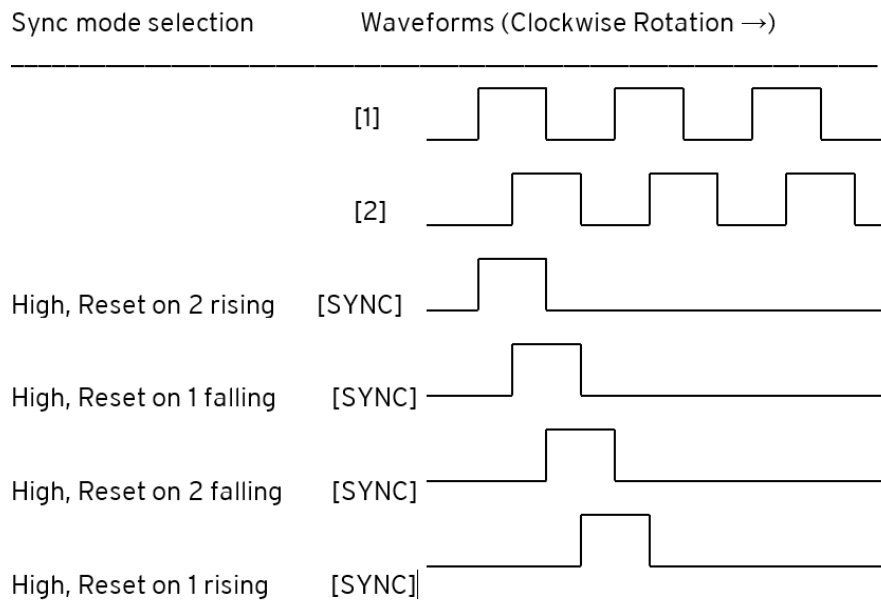 Sync mode selection Waveforms (Clockwise Rotation →)
[1]
[2]
High, Reset on 2 rising [SYNC]
High, Reset on 1 falling [SYNC]
High, Reset on 2 falling [SYNC]
High, Reset on 1 rising [SYNC]